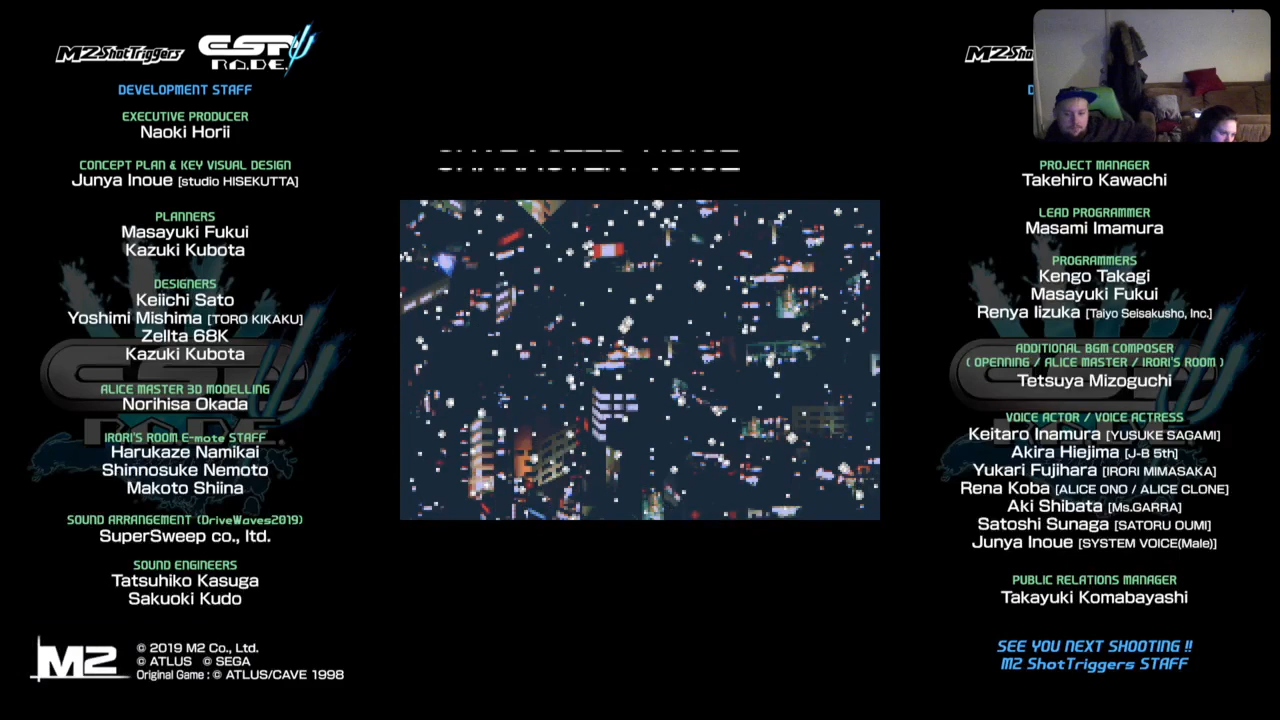 M2 ShotTriggers
ESP RA.DE.
DEVELOPMENT STAFF
EXECUTIVE PRODUCER
Naoki Horii
CONCEPT PLAN & KEY VISUAL DESIGN
Junya Inoue [studio HISEKUTTA]
PLANNERS
Masayuki Fukui
Kazuki Kubota
DESIGNERS
Keiichi Sato
Yoshimi Mishima [TORO KIKAKU]
Zellta 68K
Kazuki Kubota
ALICE MASTER 3D MODELLING
Norihisa Okada
IRORI'S ROOM E-mote STAFF
Harukaze Namikai
Shinnosuke Nemoto
Makoto Shiina
SOUND ARRANGEMENT (DriveWaves2019)
SuperSweep co., ltd.
SOUND ENGINEERS
Tatsuhiko Kasuga
Sakuoki Kudo
M2
© 2019 M2 Co., Ltd.
© ATLUS © SEGA
Original Game : © ATLUS/CAVE 1998
CHARACTER VOICE
M2 Sho
D
PROJECT MANAGER
Takehiro Kawachi
LEAD PROGRAMMER
Masami Imamura
PROGRAMMERS
Kengo Takagi
Masayuki Fukui
Renya Iizuka [Taiyo Seisakusho, Inc.]
ADDITIONAL BGM COMPOSER
( OPENNING / ALICE MASTER / IRORI'S ROOM )
Tetsuya Mizoguchi
VOICE ACTOR / VOICE ACTRESS
Keitaro Inamura [YUSUKE SAGAMI]
Akira Hiejima [J-B 5th]
Yukari Fujihara [IRORI MIMASAKA]
Rena Koba [ALICE ONO / ALICE CLONE]
Aki Shibata [Ms.GARRA]
Satoshi Sunaga [SATORU OUMI]
Junya Inoue [SYSTEM VOICE(Male)]
PUBLIC RELATIONS MANAGER
Takayuki Komabayashi
SEE YOU NEXT SHOOTING !!
M2 ShotTriggers STAFF